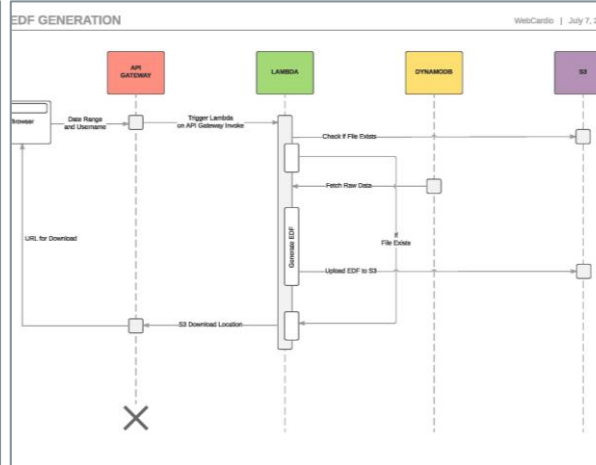 EDF GENERATION
WebCardio | July 7, 2
API
GATEWAY
LAMBDA
DYNAMODB
S3
Browser
Date Range
and Username
Trigger Lambda
on API Gateway Invoke
Check If File Exists
Fetch Raw Data
If
File Exists
URL for Download
Generate EDF
Upload EDF to S3
S3 Download Location